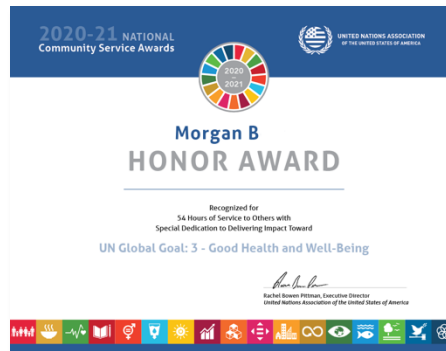 2020-21 NATIONAL
Community Service Awards
UNITED NATIONS ASSOCIATION
OF THE UNITED STATES OF AMERICA
2020
–
2021
Morgan B
HONOR AWARD
Recognized for
54 Hours of Service to Others with
Special Dedication to Delivering Impact Toward
UN Global Goal: 3 - Good Health and Well-Being
Rachel Bowen Pittman, Executive Director
United Nations Association of the United States of America